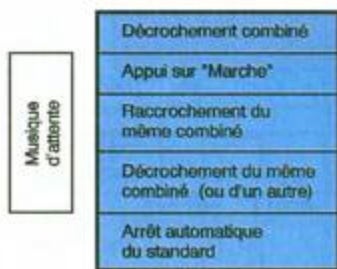 Musique
d'attente
Décrochement combiné
Appui sur "Marche"
Raccrochement du
même combiné
Décrochement du même
combiné (ou d'un autre)
Arrêt automatique
du standard